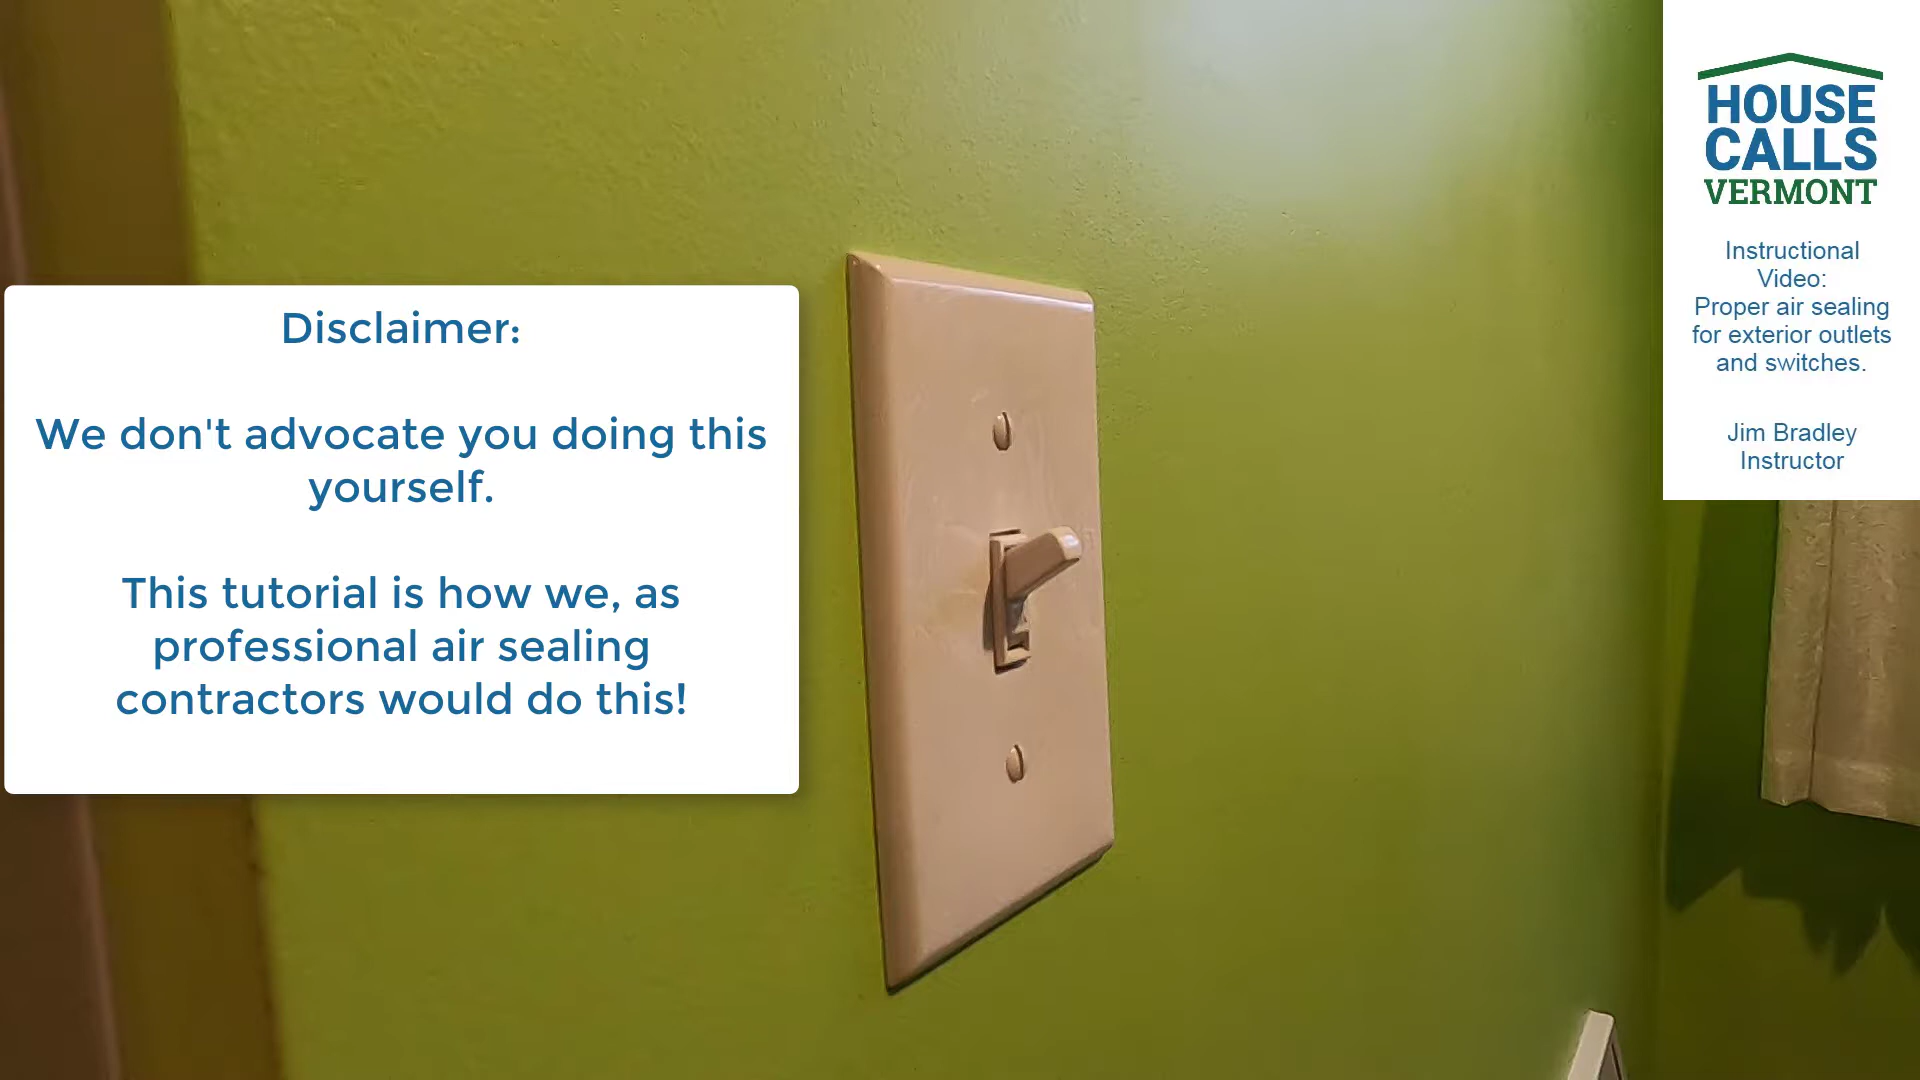 Disclaimer:
We don't advocate you doing this
yourself.
This tutorial is how we, as
professional air sealing
contractors would do this!
HOUSE
CALLS
VERMONT
Instructional
Video:
Proper air sealing
for exterior outlets
and switches.
Jim Bradley
Instructor